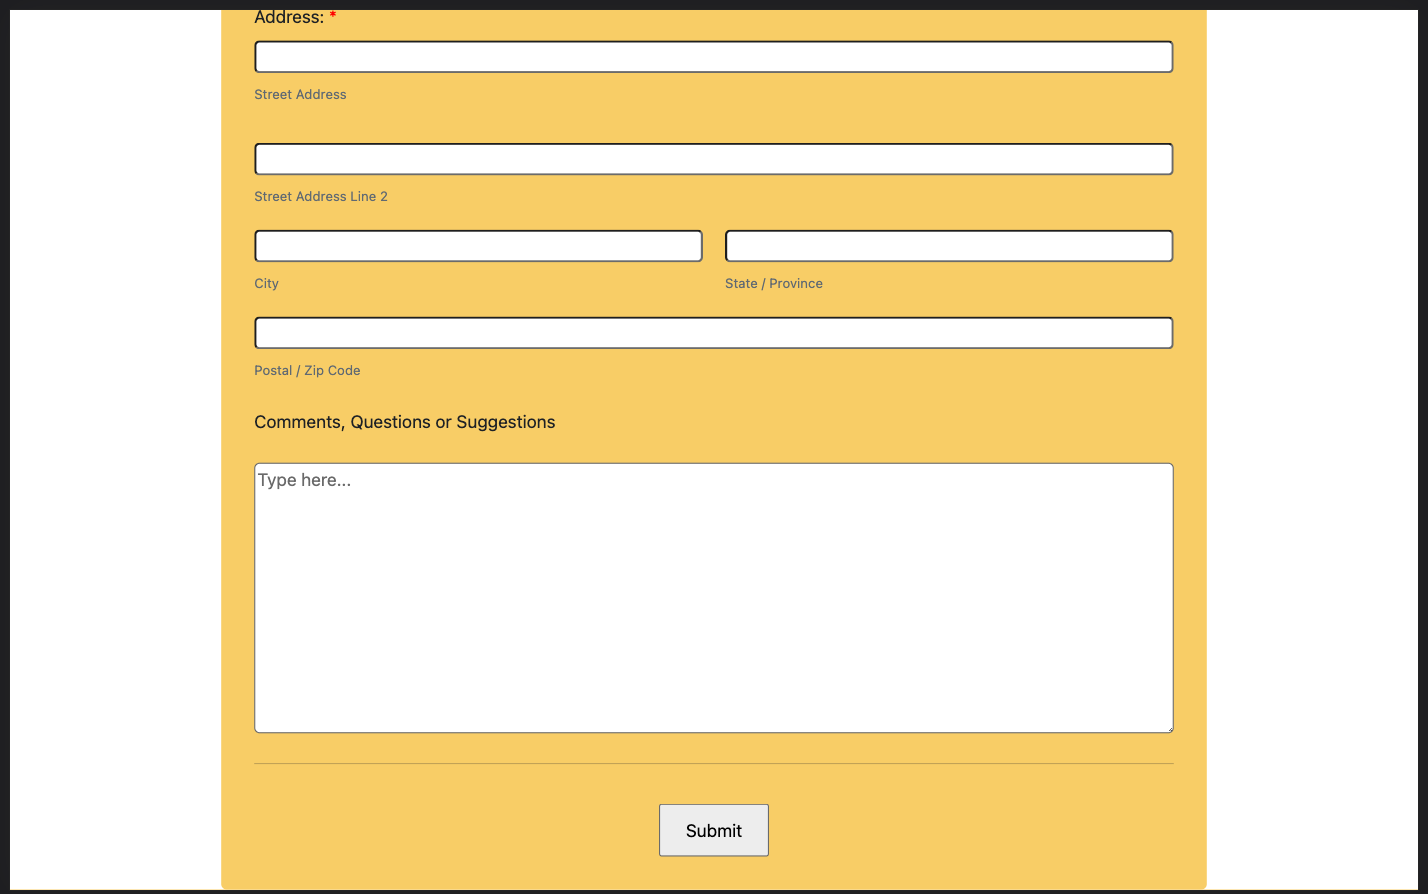 Address: *
Street Address
Street Address Line 2
City
State / Province
Postal / Zip Code
Comments, Questions or Suggestions
Type here...
Submit